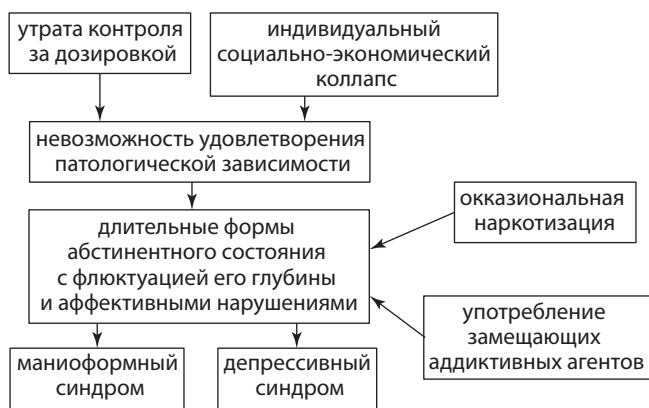 утрата контроля
за дозировкой
индивидуальный
социально-экономический
коллапс
невозможность удовлетворения
патологической зависимости
окказиональная
наркотизация
длительные формы
абстинентного состояния
с флюктуацией его глубины
и аффективными нарушениями
употребление
замещающих
аддиктивных агентов
маниоформный
синдром
депрессивный
синдром